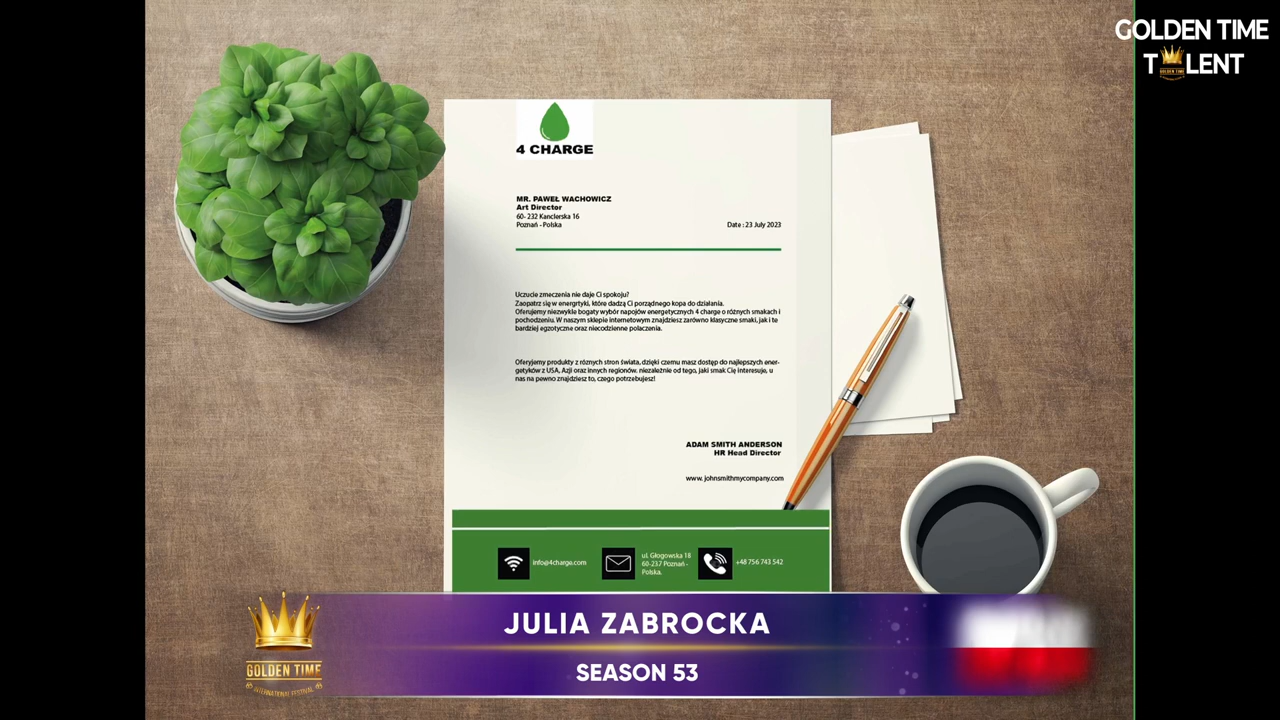 GOLDEN TIME
TALENT
4 CHARGE
MR. PAWEŁ WACHOWICZ
Art Director
60- 232 Kanclerska 16
Poznań - Polska
Date : 23 July 2023
Uczucie zmeczenia nie daje Ci spokoju?
Zaopatrz się w energrtyki, które dadzą Ci porządnego kopa do działania.
Oferujemy niezwykle bogaty wybór napojów energetycznych 4 charge o różnych smakach i
pochodzeniu. W naszym sklepie internetowym znajdziesz zarówno klasyczne smaki, jak i te
bardziej egzotyczne oraz niecodzienne polaczenia.
Oferyjemy produkty z różnych stron świata, dzięki czemu masz dostęp do najlepszych ener-
getyków z USA, Azji oraz innych regionów. niezależnie od tego, jaki smak Cię interesuje, u
nas na pewno znajdziesz to, czego potrzebujesz!
ADAM SMITH ANDERSON
HR Head Director
www. johnsmithmycompany.com
info@4charge.com
ul. Głogowska 18
60-237 Poznań -
Polska.
+48 756 743 542
JULIA ZABROCKA
SEASON 53
GOLDEN TIME
INTERNATIONAL FESTIVAL